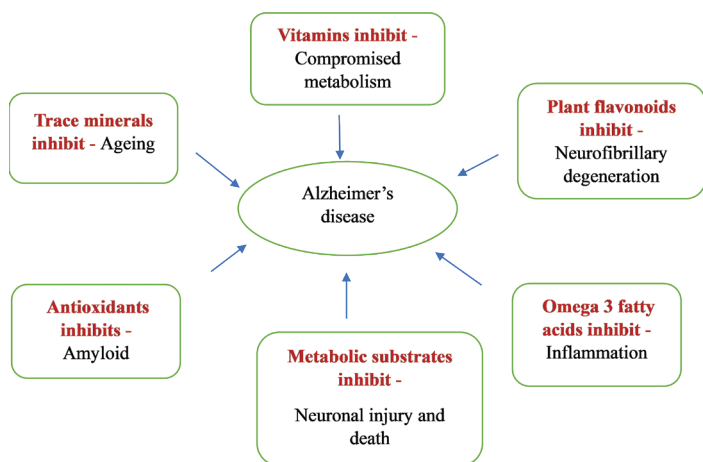 Vitamins inhibit -
Compromised
metabolism
Trace minerals
inhibit - Ageing
Plant flavonoids
inhibit -
Neurofibrillary
degeneration
Alzheimer's
disease
Antioxidants
inhibits -
Amyloid
Metabolic substrates
inhibit -
Neuronal injury and
death
Omega 3 fatty
acids inhibit -
Inflammation